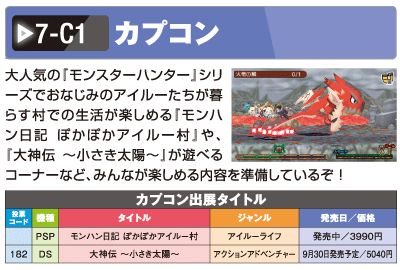 7-C1 カプコン
大人気の『モンスターハンター』シリ
ーズでおなじみのアイルーたちが暮
らす村での生活が楽しめる『モンハ
ン日記 ぽかぽかアイルー村』や、
『大神伝 ～小さき太陽～』が遊べる
コーナーなど、みんなが楽しめる内容を準備しているぞ！
0/1
カプコン出展タイトル
投票コード 機種 タイトル ジャンル 発売日／価格
PSP モンハン日記 ぽかぽかアイルー村 アイルーライフ 発売中／3990円
182 DS 大神伝 ～小さき太陽～ アクションアドベンチャー 9月30日発売予定／5040円